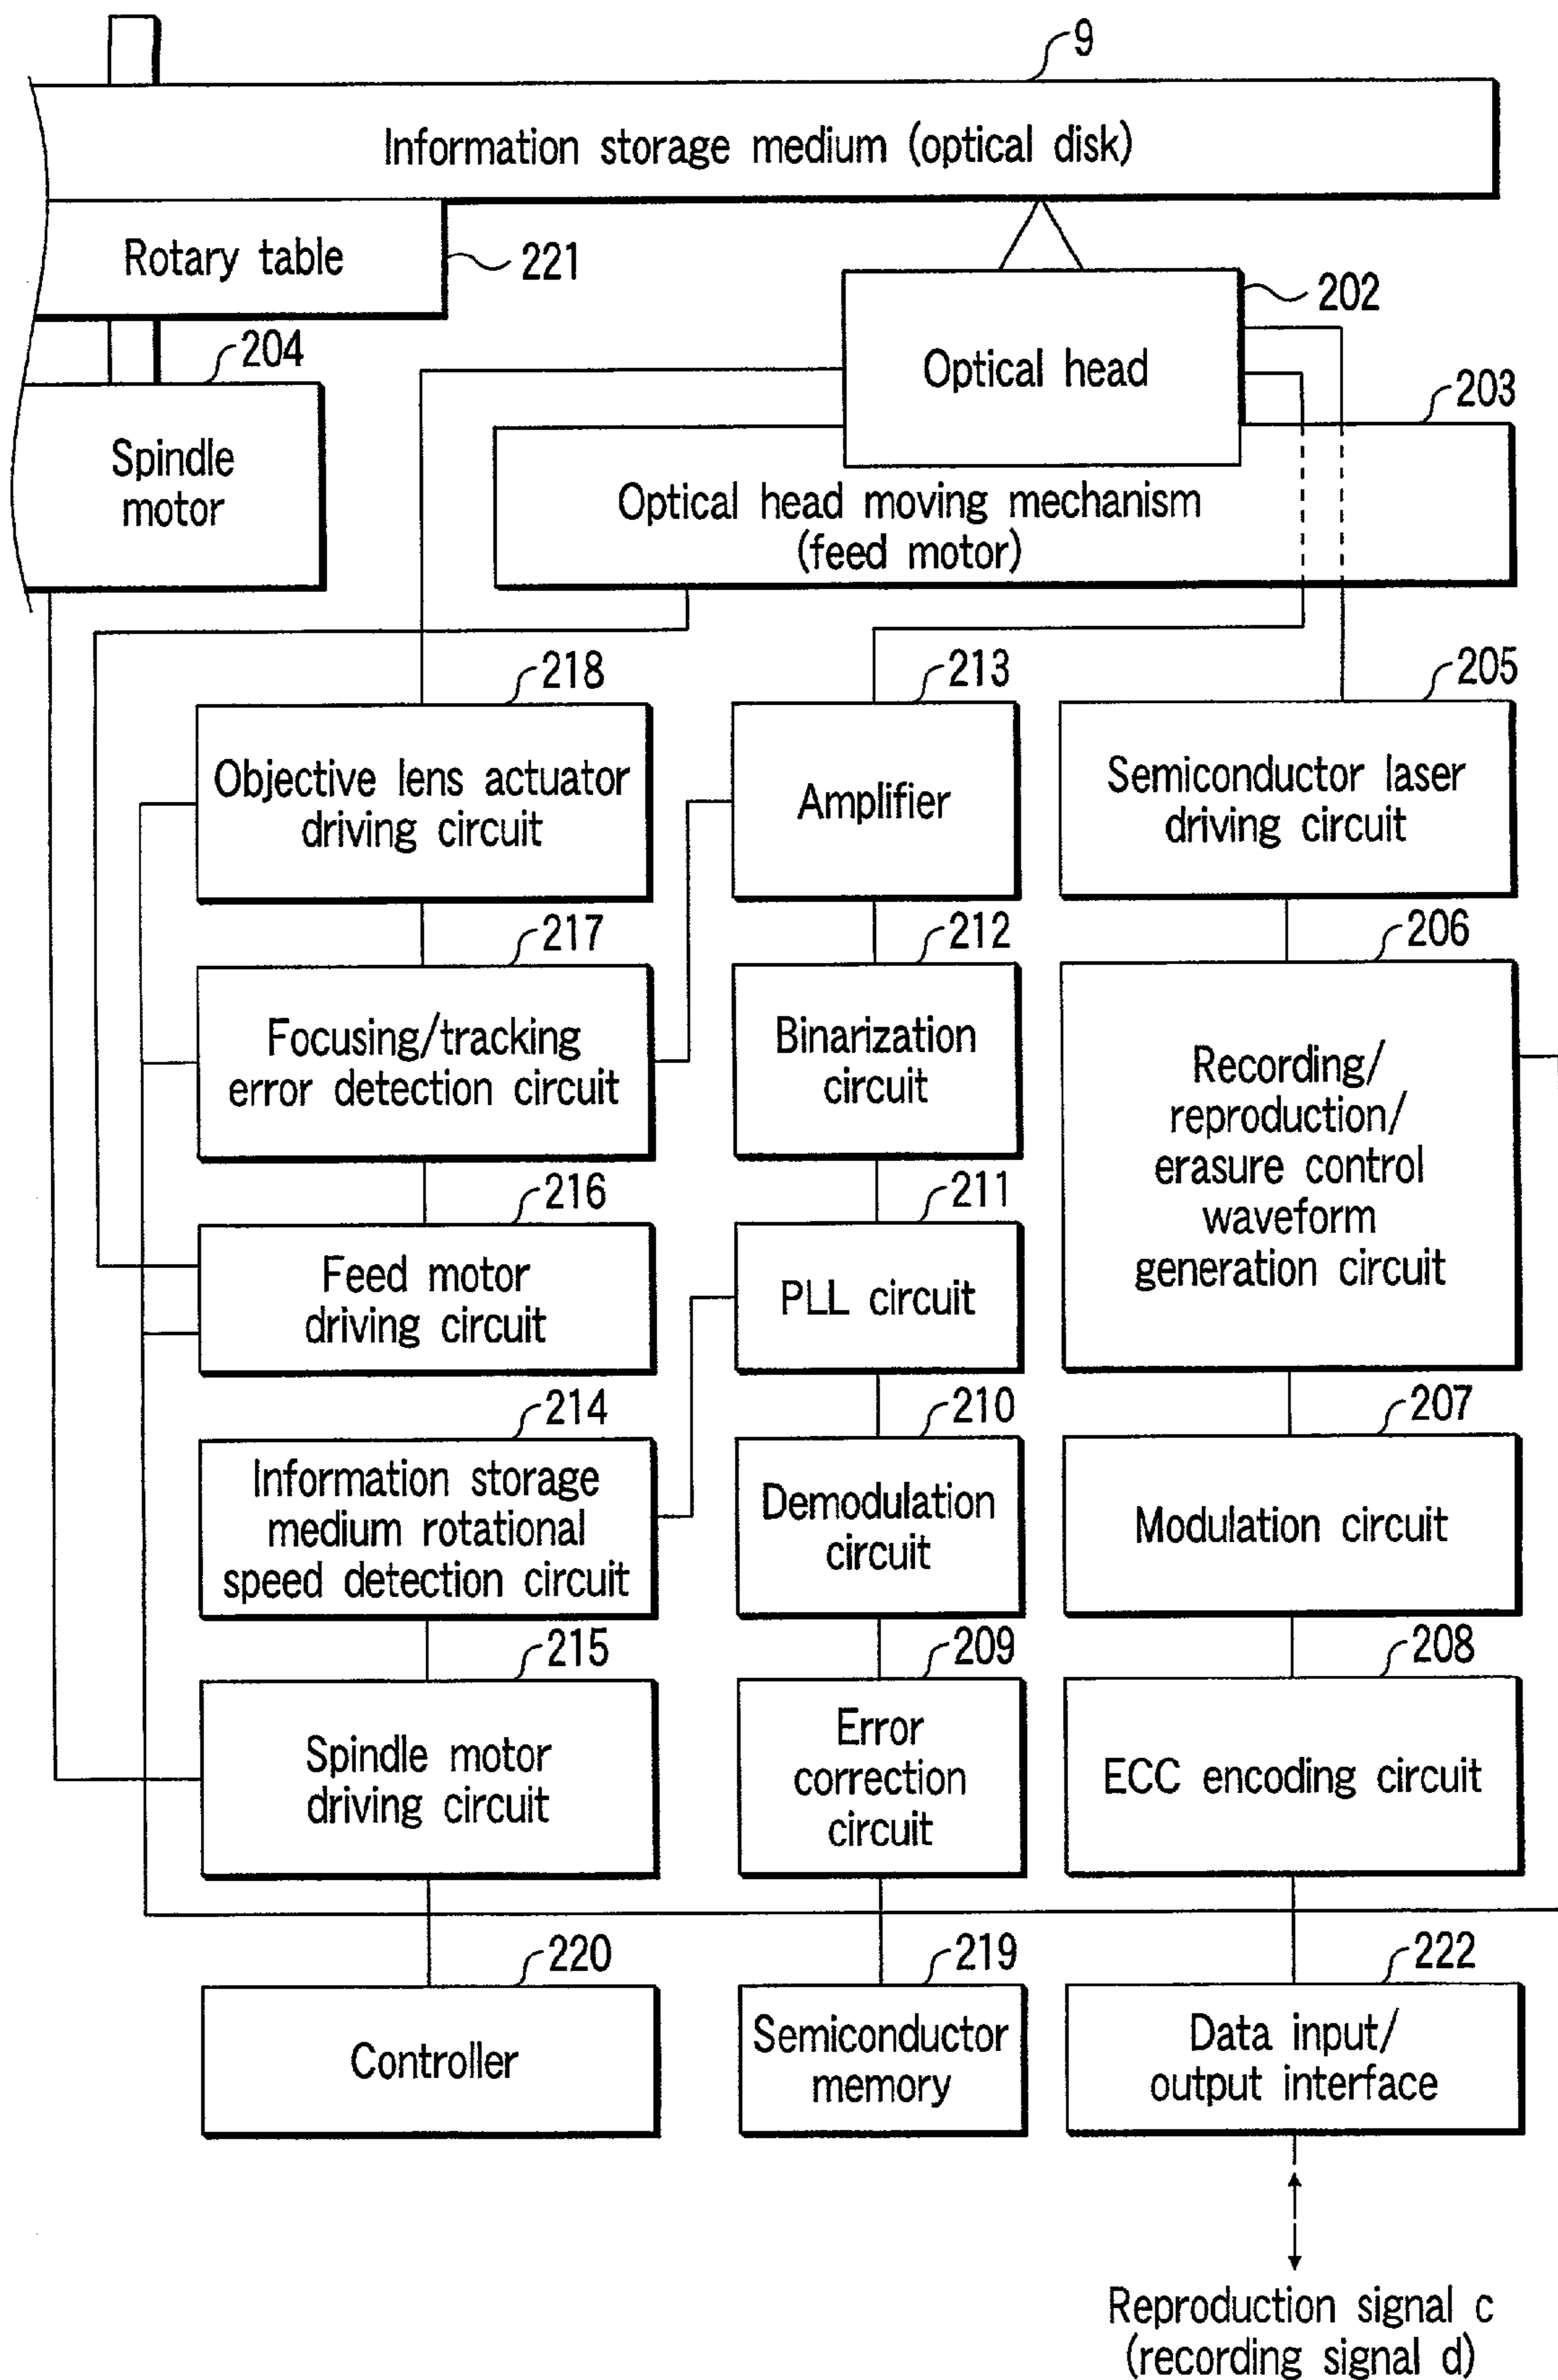 9
Information storage medium (optical disk)
Rotary table
221
202
204
Optical head
203
Spindle
motor
Optical head moving mechanism
(feed motor)
218
213
205
Objective lens actuator
driving circuit
Amplifier
Semiconductor laser
driving circuit
217
212
206
Focusing/tracking
error detection circuit
Binarization
circuit
Recording/
reproduction/
erasure control
waveform
generation circuit
216
211
Feed motor
driving circuit
PLL circuit
214
210
207
Information storage
medium rotational
speed detection circuit
Demodulation
circuit
Modulation circuit
215
209
208
Spindle motor
driving circuit
Error
correction
circuit
ECC encoding circuit
220
219
222
Controller
Semiconductor
memory
Data input/
output interface
Reproduction signal c
(recording signal d)